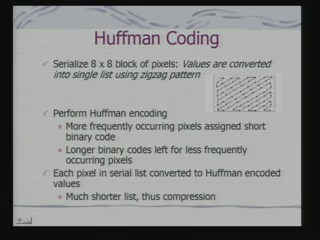 Huffman Coding
Serialize 8 x 8 block of pixels: Values are converted
into single list using zigzag pattern
Perform Huffman encoding
More frequently occurring pixels assigned short
binary code
Longer binary codes left for less frequently
occurring pixels
Each pixel in serial list converted to Huffman encoded
values
Much shorter list, thus compression